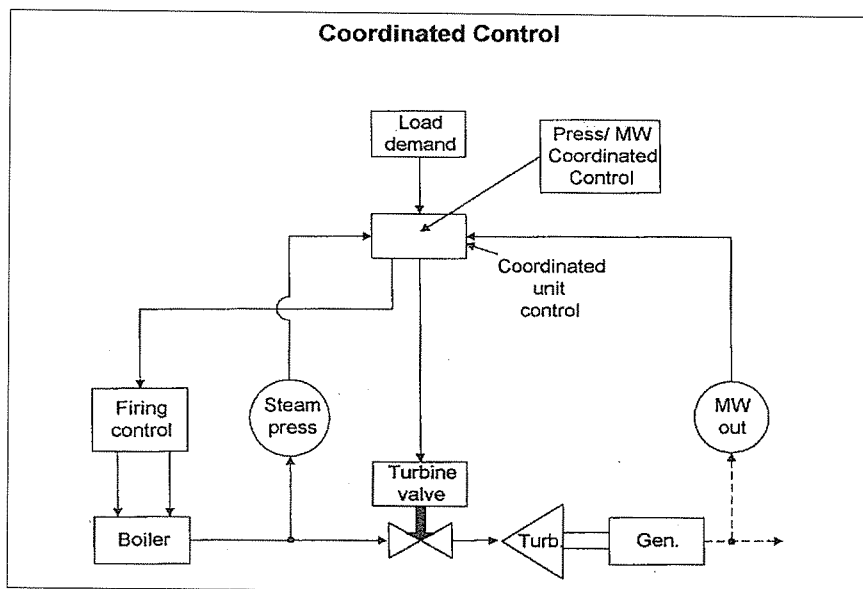 Coordinated Control
Load
demand
Press/ MW
Coordinated
Control
Coordinated
unit
control
Firing
control
Steam
press
MW
out
Turbine
valve
Boiler
Turb.
Gen.